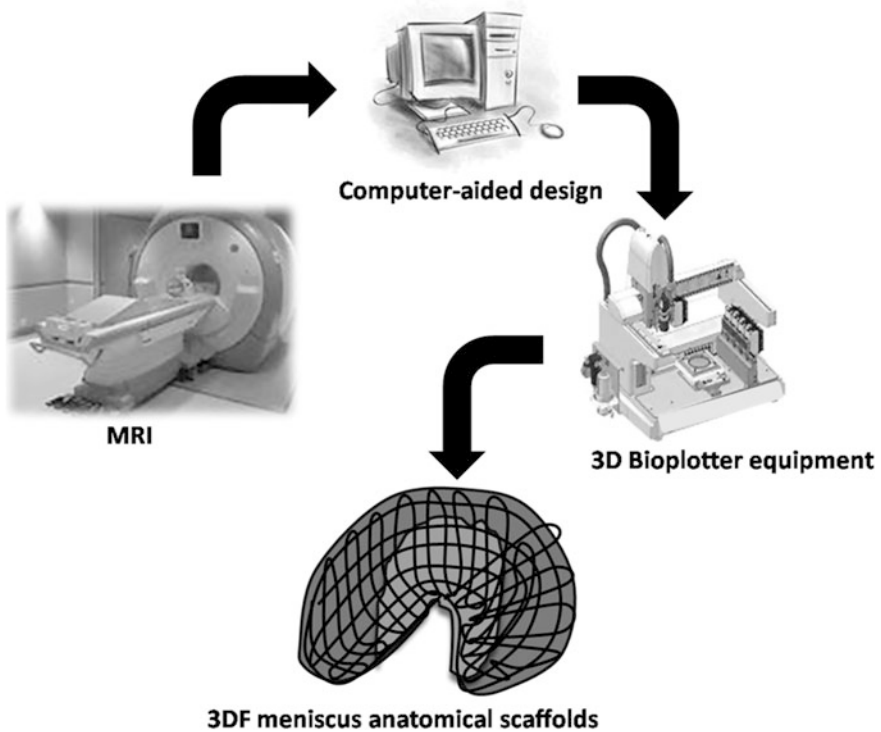 Computer-aided design
MRI
3D Bioplotter equipment
3DF meniscus anatomical scaffolds